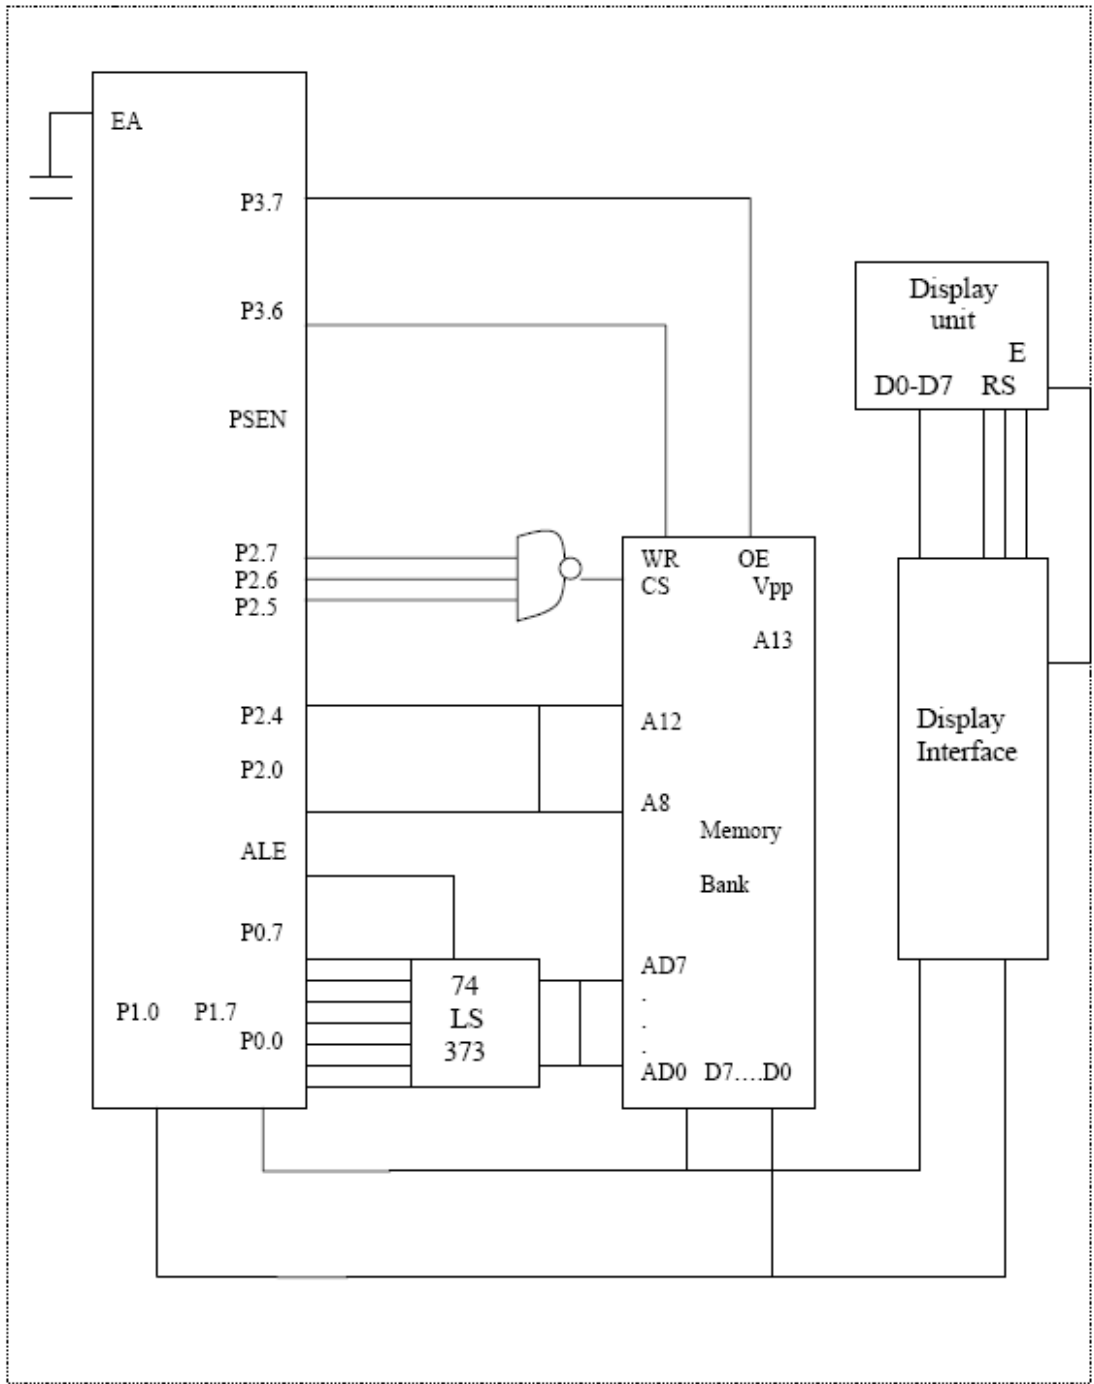 EA
P3.7
P3.6
PSEN
P2.7
P2.6
P2.5
P2.4
P2.0
ALE
P0.7
P1.0 P1.7
P0.0
74
LS
373
WR OE
CS Vpp
A13
A12
A8
Memory
Bank
AD7
.
.
.
AD0 D7....D0
Display
unit
E
D0-D7 RS
Display
Interface